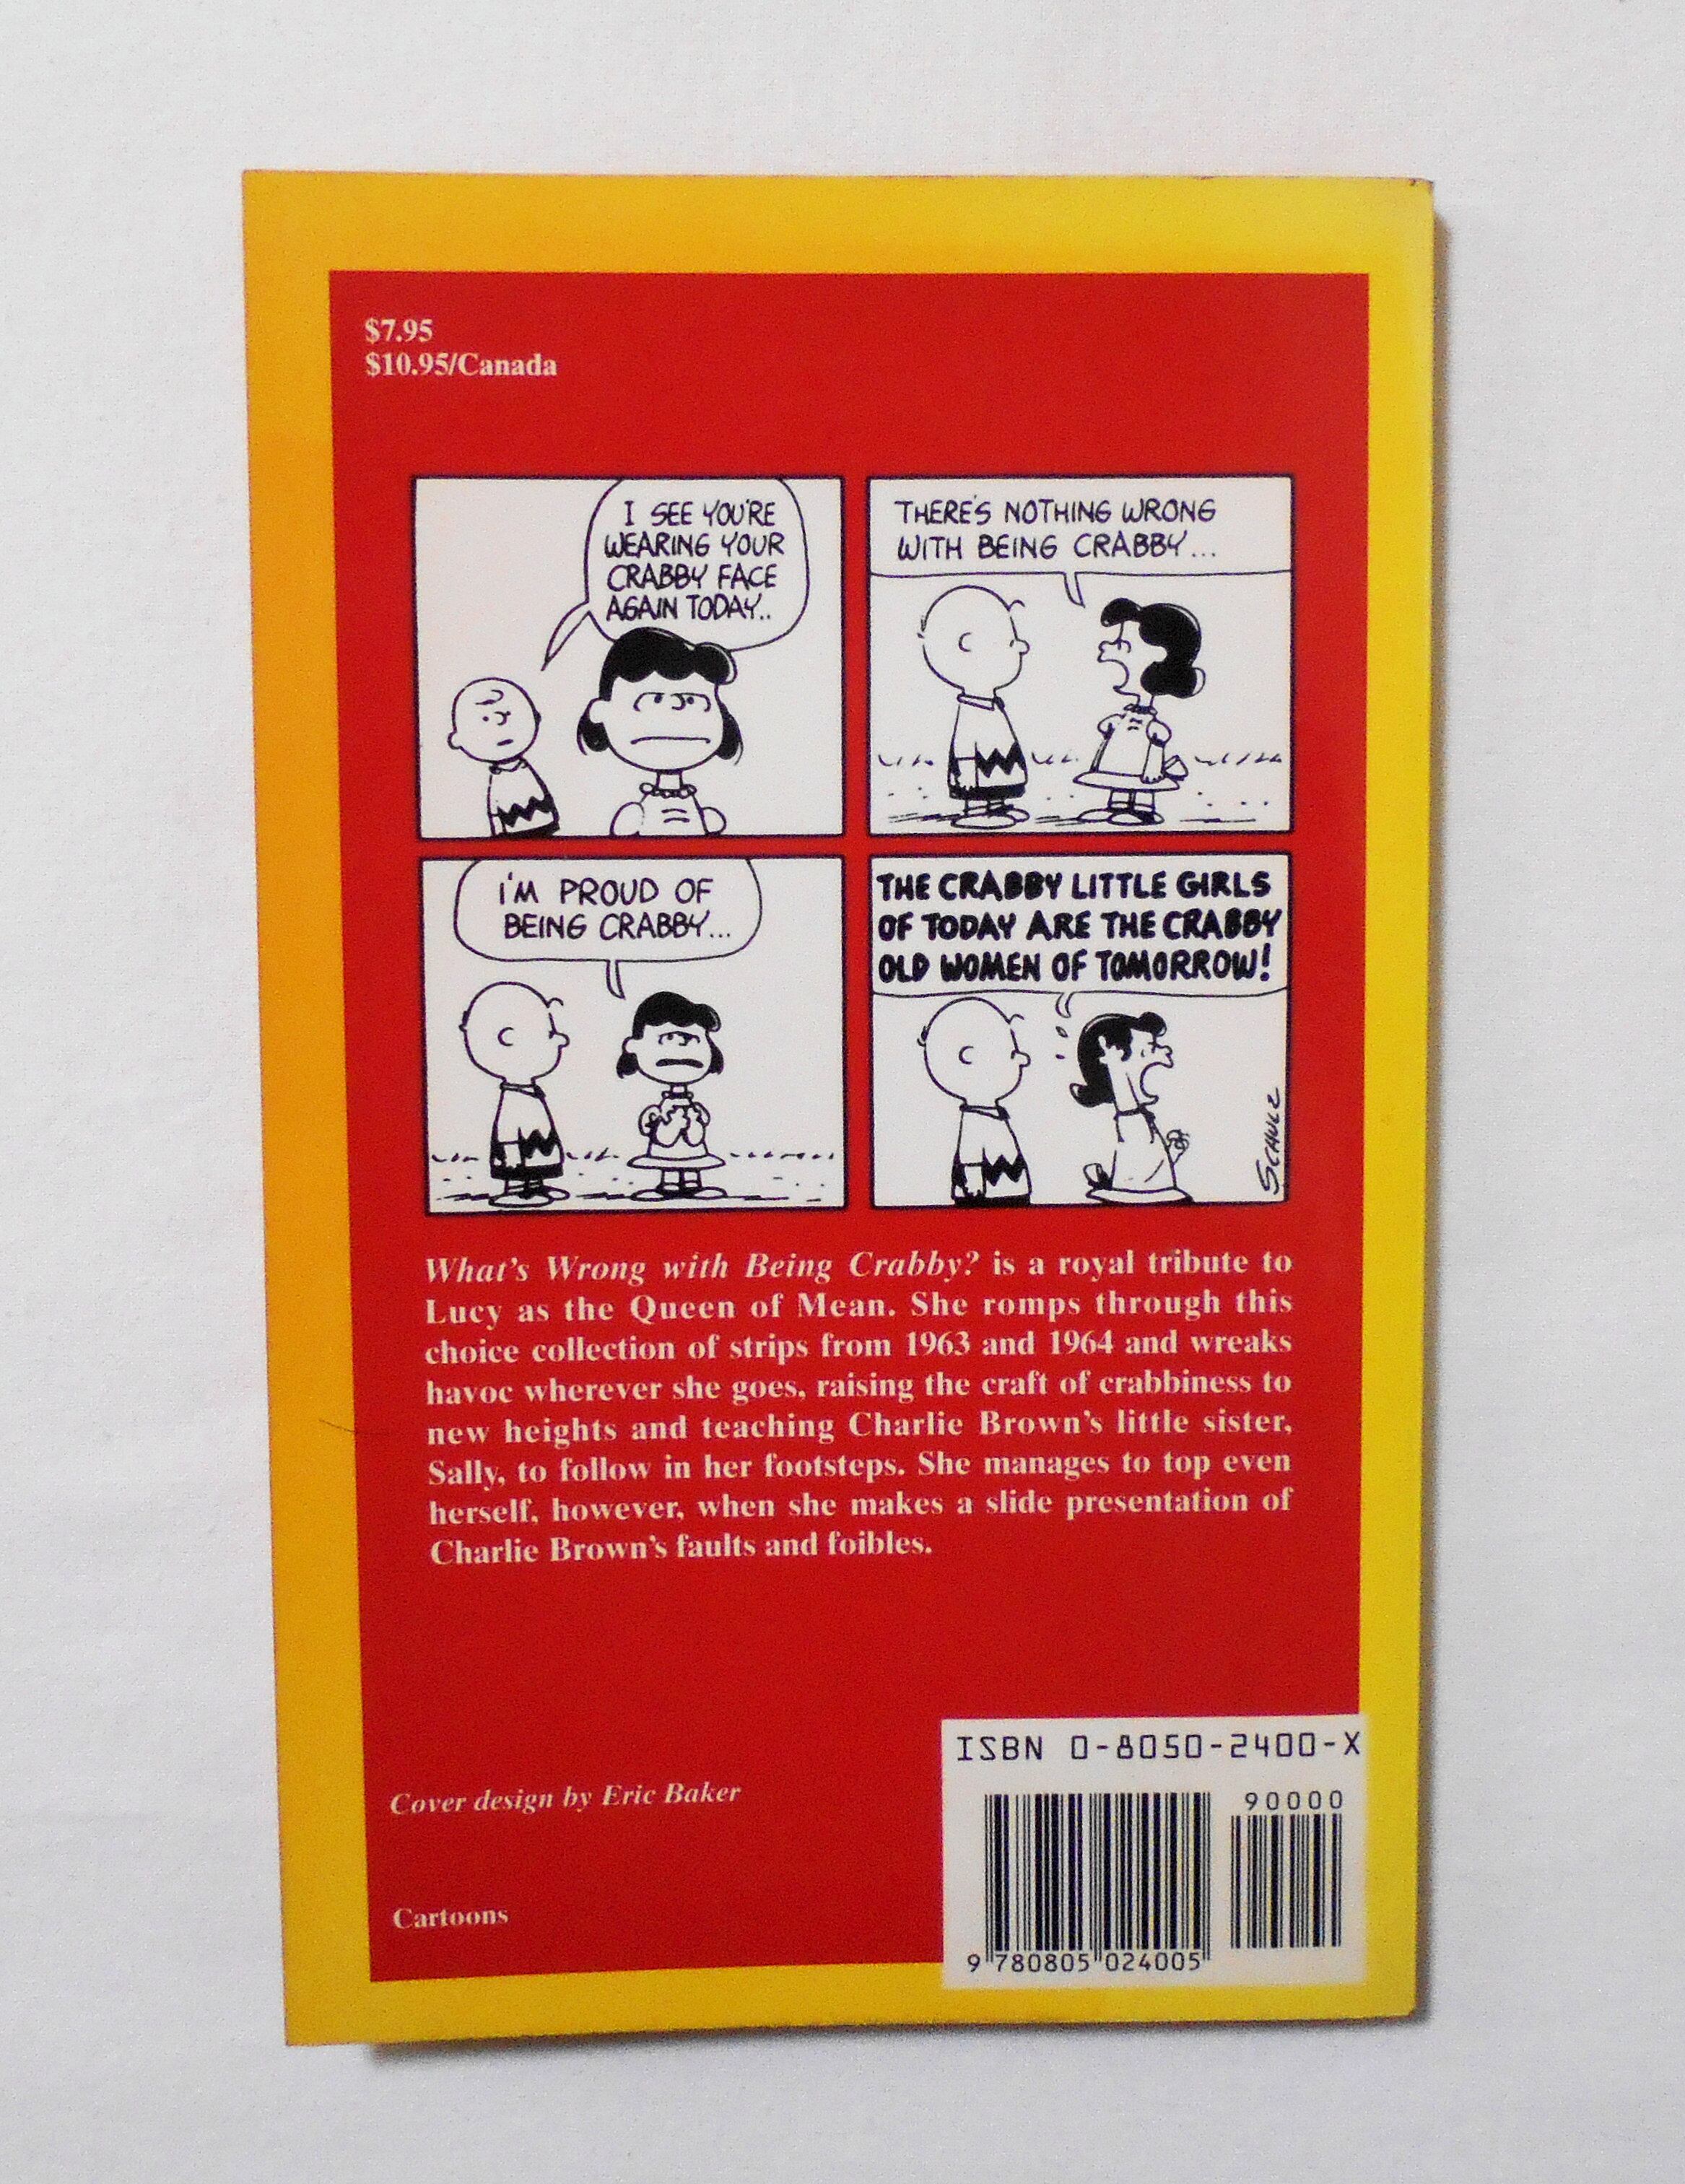 $7.95
$10.95/Canada
I SEE YOU'RE
WEARING YOUR
CRABBY FACE
AGAIN TODAY..
THERE'S NOTHING WRONG
WITH BEING CRABBY...
I'M PROUD OF
BEING CRABBY...
THE CRABBY LITTLE GIRLS
OF TODAY ARE THE CRABBY
OLD WOMEN OF TOMORROW!
SCHULZ
What's Wrong with Being Crabby? is a royal tribute to
Lucy as the Queen of Mean. She romps through this
choice collection of strips from 1963 and 1964 and wreaks
havoc wherever she goes, raising the craft of crabbiness to
new heights and teaching Charlie Brown's little sister,
Sally, to follow in her footsteps. She manages to top even
herself, however, when she makes a slide presentation of
Charlie Brown's faults and foibles.
Cover design by Eric Baker
Cartoons
ISBN 0-8050-2400-X
90000
9 780805 024005